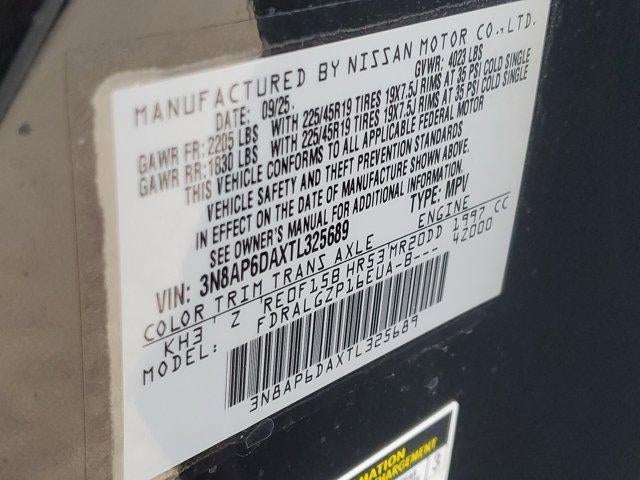 MANUFACTURED BY NISSAN MOTOR CO., LTD.
DATE: 09/25 GVWR: 4023 LBS
GAWR FR: 2205 LBS WITH 225/45R19 TIRES 19X7.5J RIMS AT 35 PSI COLD SINGLE
GAWR RR: 1830 LBS WITH 225/45R19 TIRES 19X7.5J RIMS AT 35 PSI COLD SINGLE
THIS VEHICLE CONFORMS TO ALL APPLICABLE FEDERAL MOTOR
VEHICLE SAFETY AND THEFT PREVENTION STANDARDS
IN EFFECT ON THE DATE OF MANUFACTURE SHOWN ABOVE.
SEE OWNER'S MANUAL FOR ADDITIONAL INFORMATION.
VIN: 3N8AP6DAXTL325689 TYPE: MPV
COLOR TRIM TRANS AXLE ENGINE
KH3 Z RE0F15B HR53 MR20DD 1997 CC
MODEL: FDRALGZP16EUA-B--- 42000
3N8AP6DAXTL325689